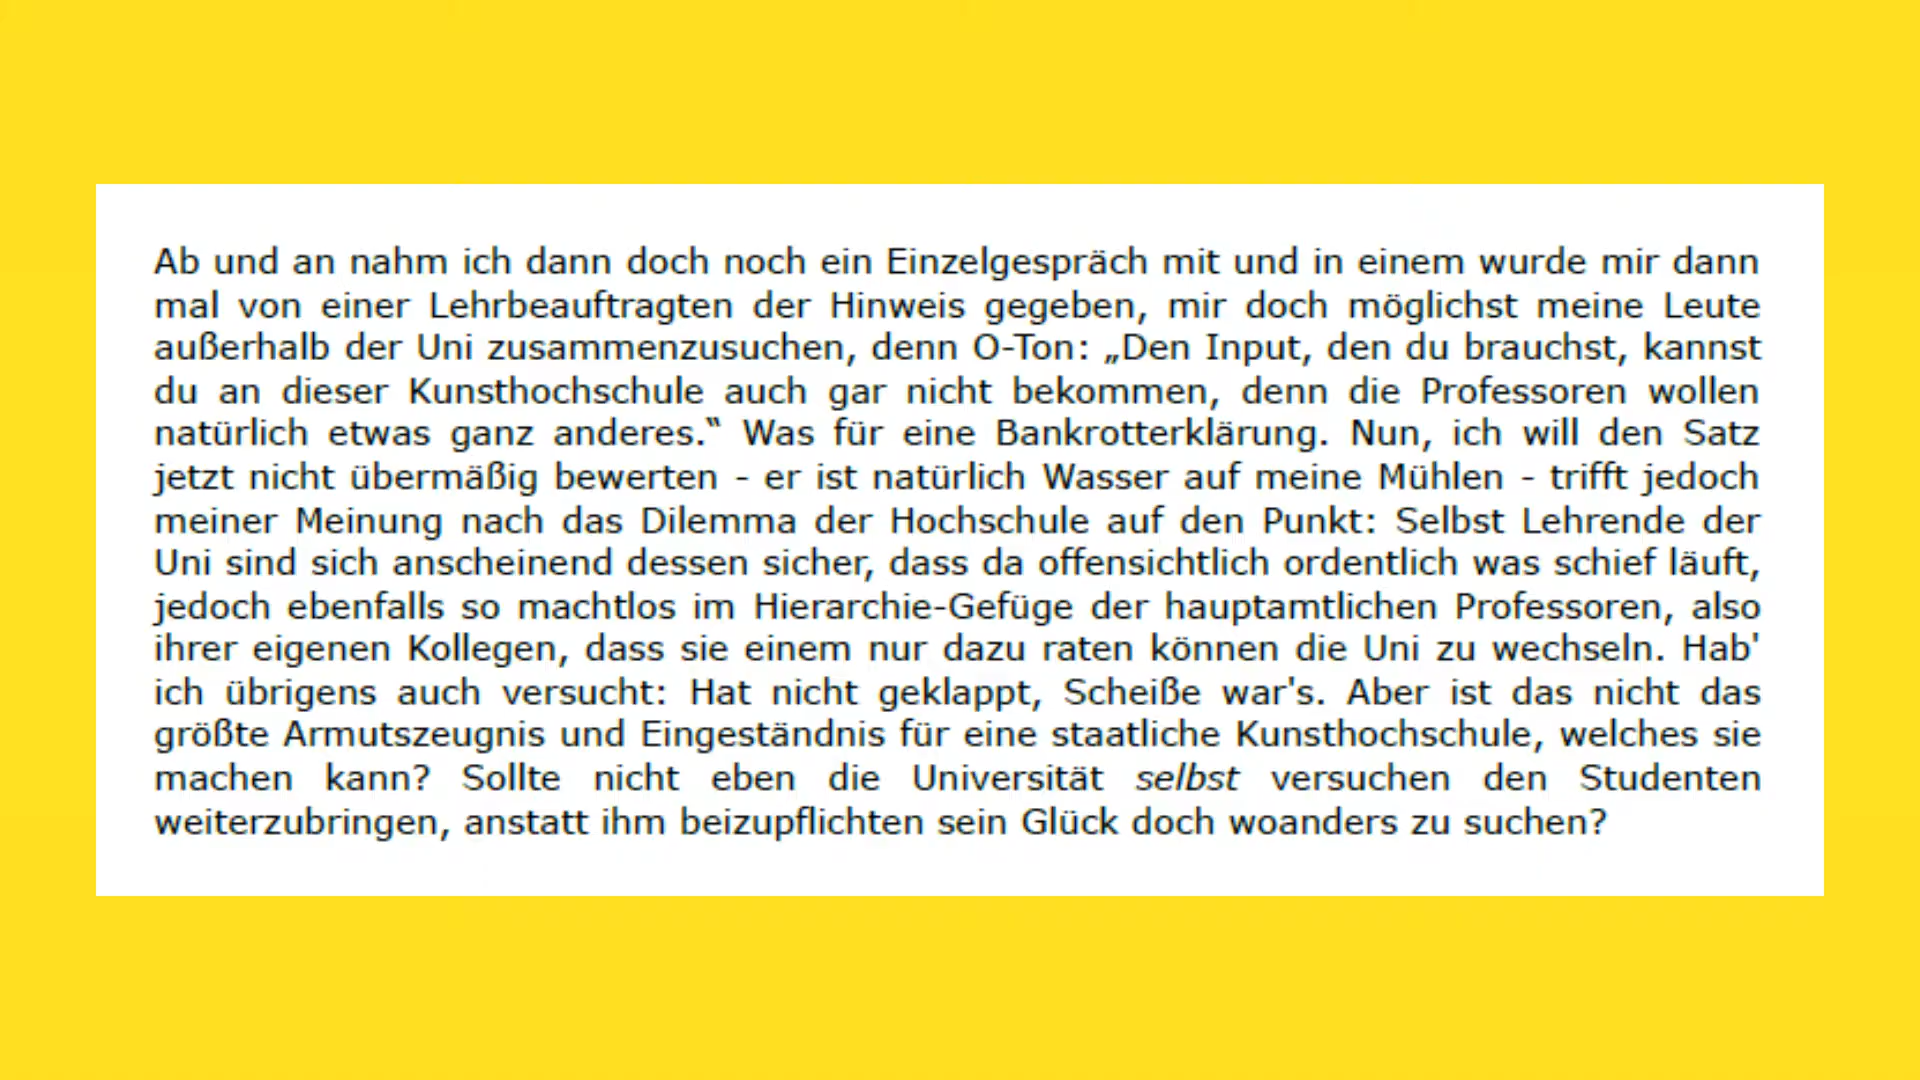 Ab und an nahm ich dann doch noch ein Einzelgespräch mit und in einem wurde mir dann
mal von einer Lehrbeauftragten der Hinweis gegeben, mir doch möglichst meine Leute
außerhalb der Uni zusammenzusuchen, denn O-Ton: „Den Input, den du brauchst, kannst
du an dieser Kunsthochschule auch gar nicht bekommen, denn die Professoren wollen
natürlich etwas ganz anderes.‟ Was für eine Bankrotterklärung. Nun, ich will den Satz
jetzt nicht übermäßig bewerten - er ist natürlich Wasser auf meine Mühlen - trifft jedoch
meiner Meinung nach das Dilemma der Hochschule auf den Punkt: Selbst Lehrende der
Uni sind sich anscheinend dessen sicher, dass da offensichtlich ordentlich was schief läuft,
jedoch ebenfalls so machtlos im Hierarchie-Gefüge der hauptamtlichen Professoren, also
ihrer eigenen Kollegen, dass sie einem nur dazu raten können die Uni zu wechseln. Hab'
ich übrigens auch versucht: Hat nicht geklappt, Scheiße war's. Aber ist das nicht das
größte Armutszeugnis und Eingeständnis für eine staatliche Kunsthochschule, welches sie
machen kann? Sollte nicht eben die Universität selbst versuchen den Studenten
weiterzubringen, anstatt ihm beizupflichten sein Glück doch woanders zu suchen?